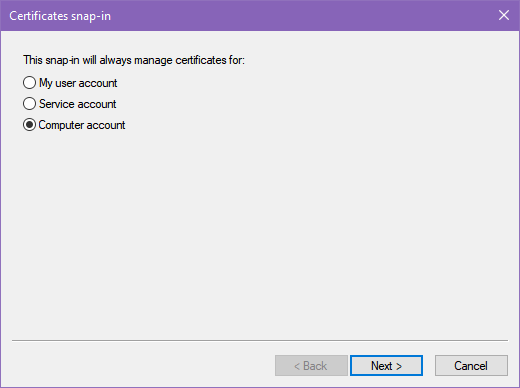 Certificates snap-in
This snap-in will always manage certificates for:
My user account
Service account
Computer account
< Back Next > Cancel